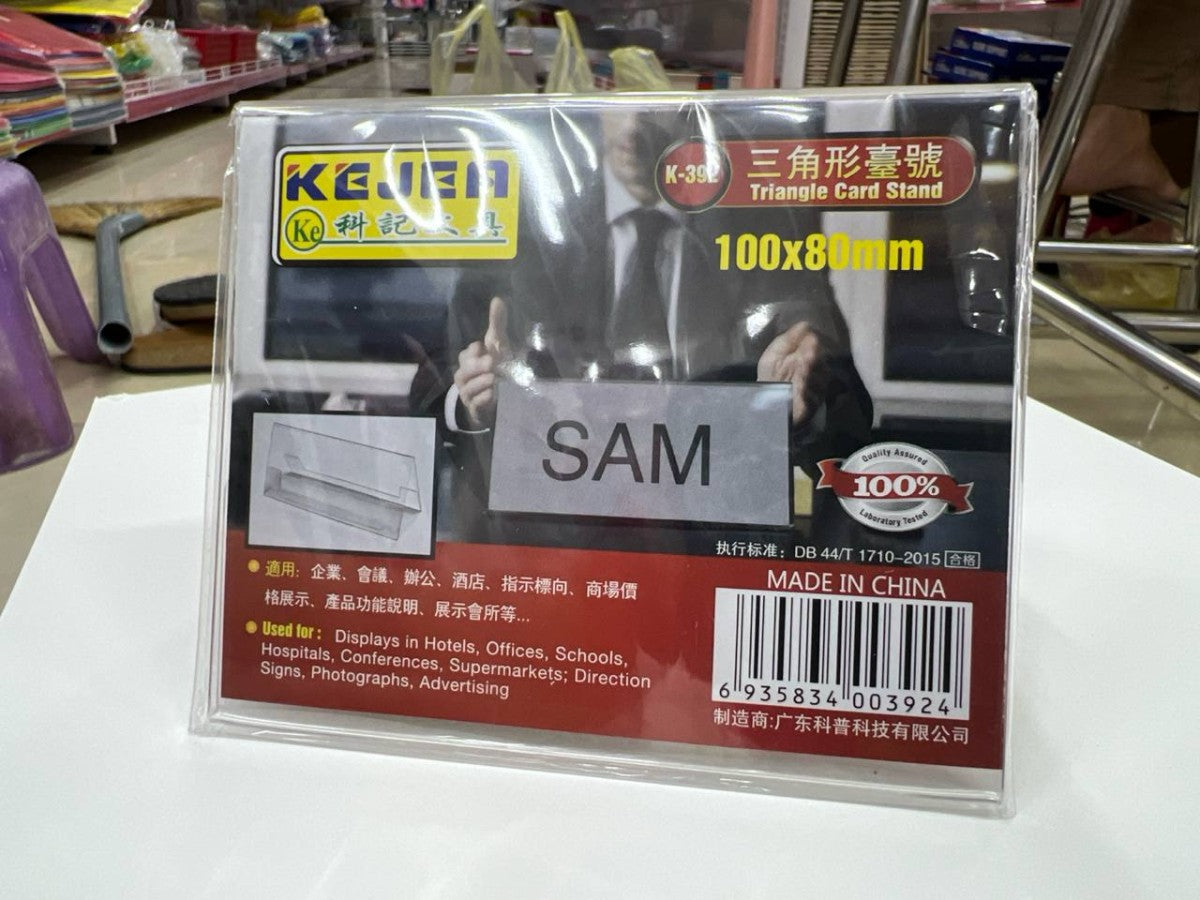 KEJEA
Ke 科記文具
K-392
三角形臺號
Triangle Card Stand
100x80mm
SAM
Quality Assured
100%
Laboratory Tested
执行标准：DB 44/T 1710-2015 合格
MADE IN CHINA
適用：企業、會議、辦公、酒店、指示標向、商場價
格展示、產品功能說明、展示會所等...
Used for: Displays in Hotels, Offices, Schools,
Hospitals, Conferences, Supermarkets; Direction
Signs, Photographs, Advertising
6 935834 003924
制造商:广东科普科技有限公司